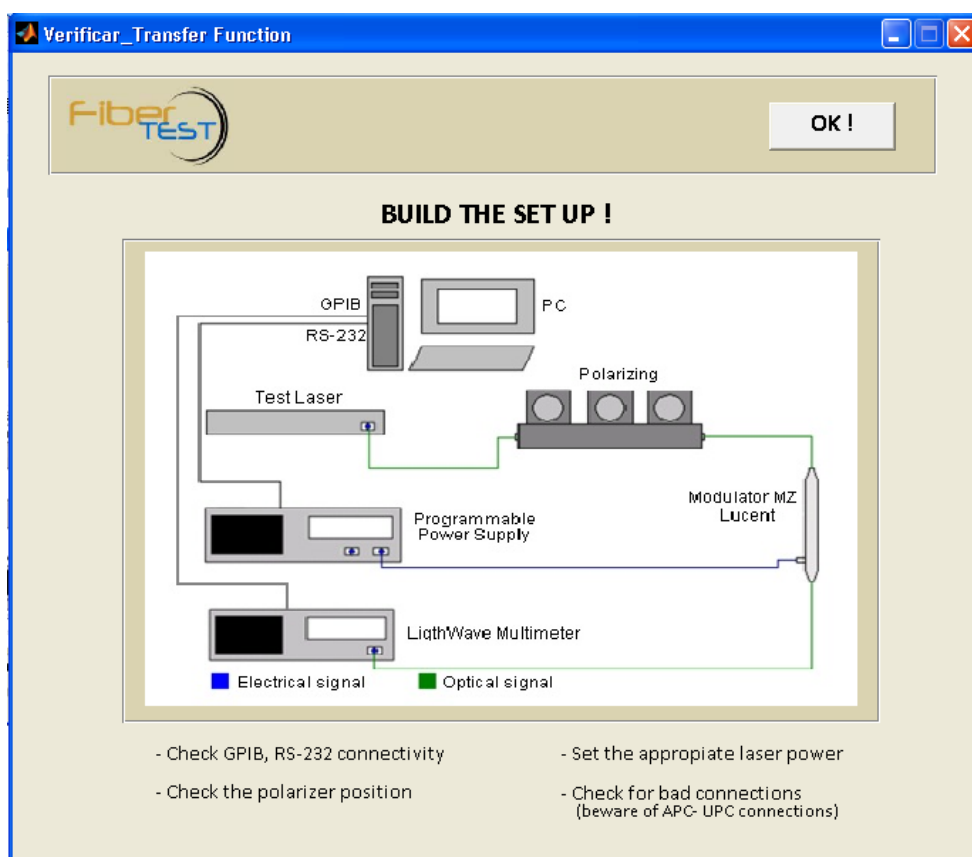 Verificar_Transfer Function
Fiber
TEST
OK !
BUILD THE SET UP !
GPIB
PC
RS-232
Polarizing
Test Laser
Modulator MZ
Lucent
Programmable
Power Supply
LigthWave Multimeter
Electrical signal
Optical signal
- Check GPIB, RS-232 connectivity
- Set the appropiate laser power
- Check the polarizer position
- Check for bad connections
(beware of APC- UPC connections)